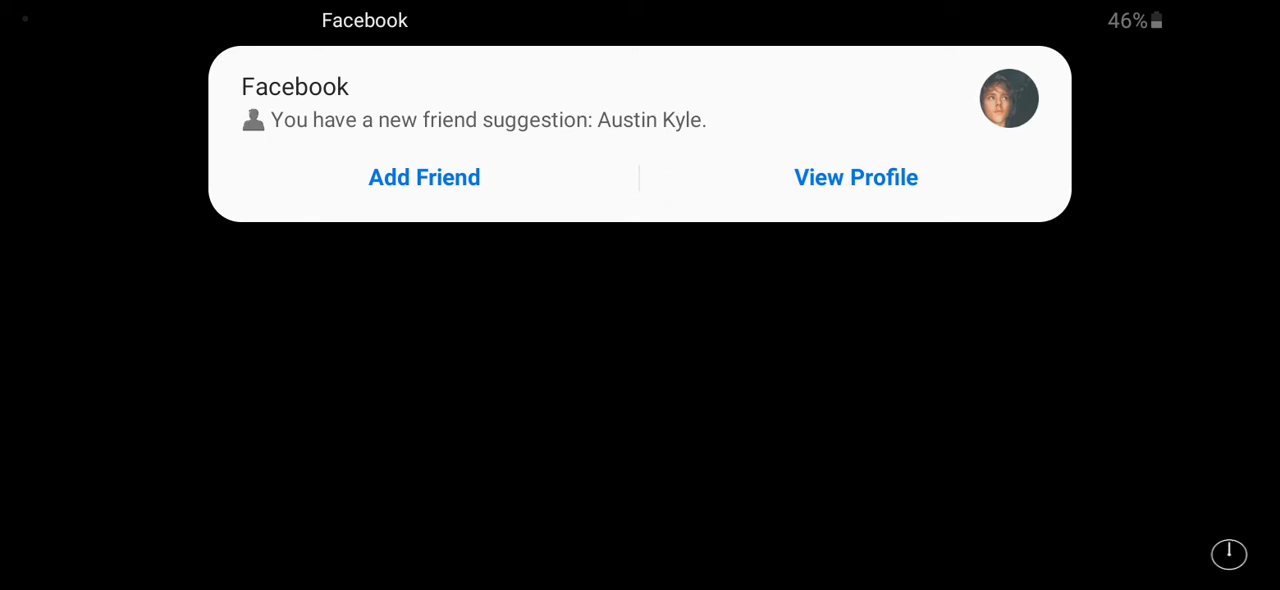 Facebook
46%
Facebook
You have a new friend suggestion: Austin Kyle.
Add Friend
View Profile